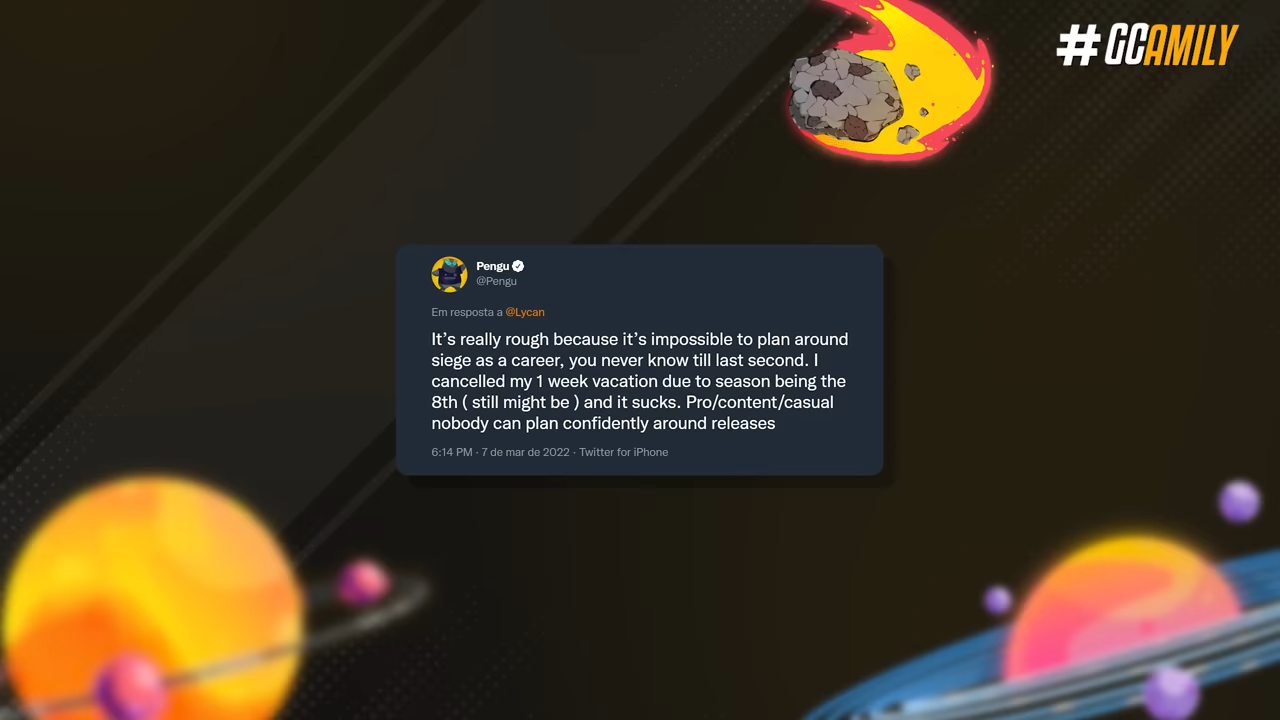 #GCAMILY
Pengu
@Pengu
Em resposta a @Lycan
It’s really rough because it’s impossible to plan around
siege as a career, you never know till last second. I
cancelled my 1 week vacation due to season being the
8th ( still might be ) and it sucks. Pro/content/casual
nobody can plan confidently around releases
6:14 PM · 7 de mar de 2022 · Twitter for iPhone